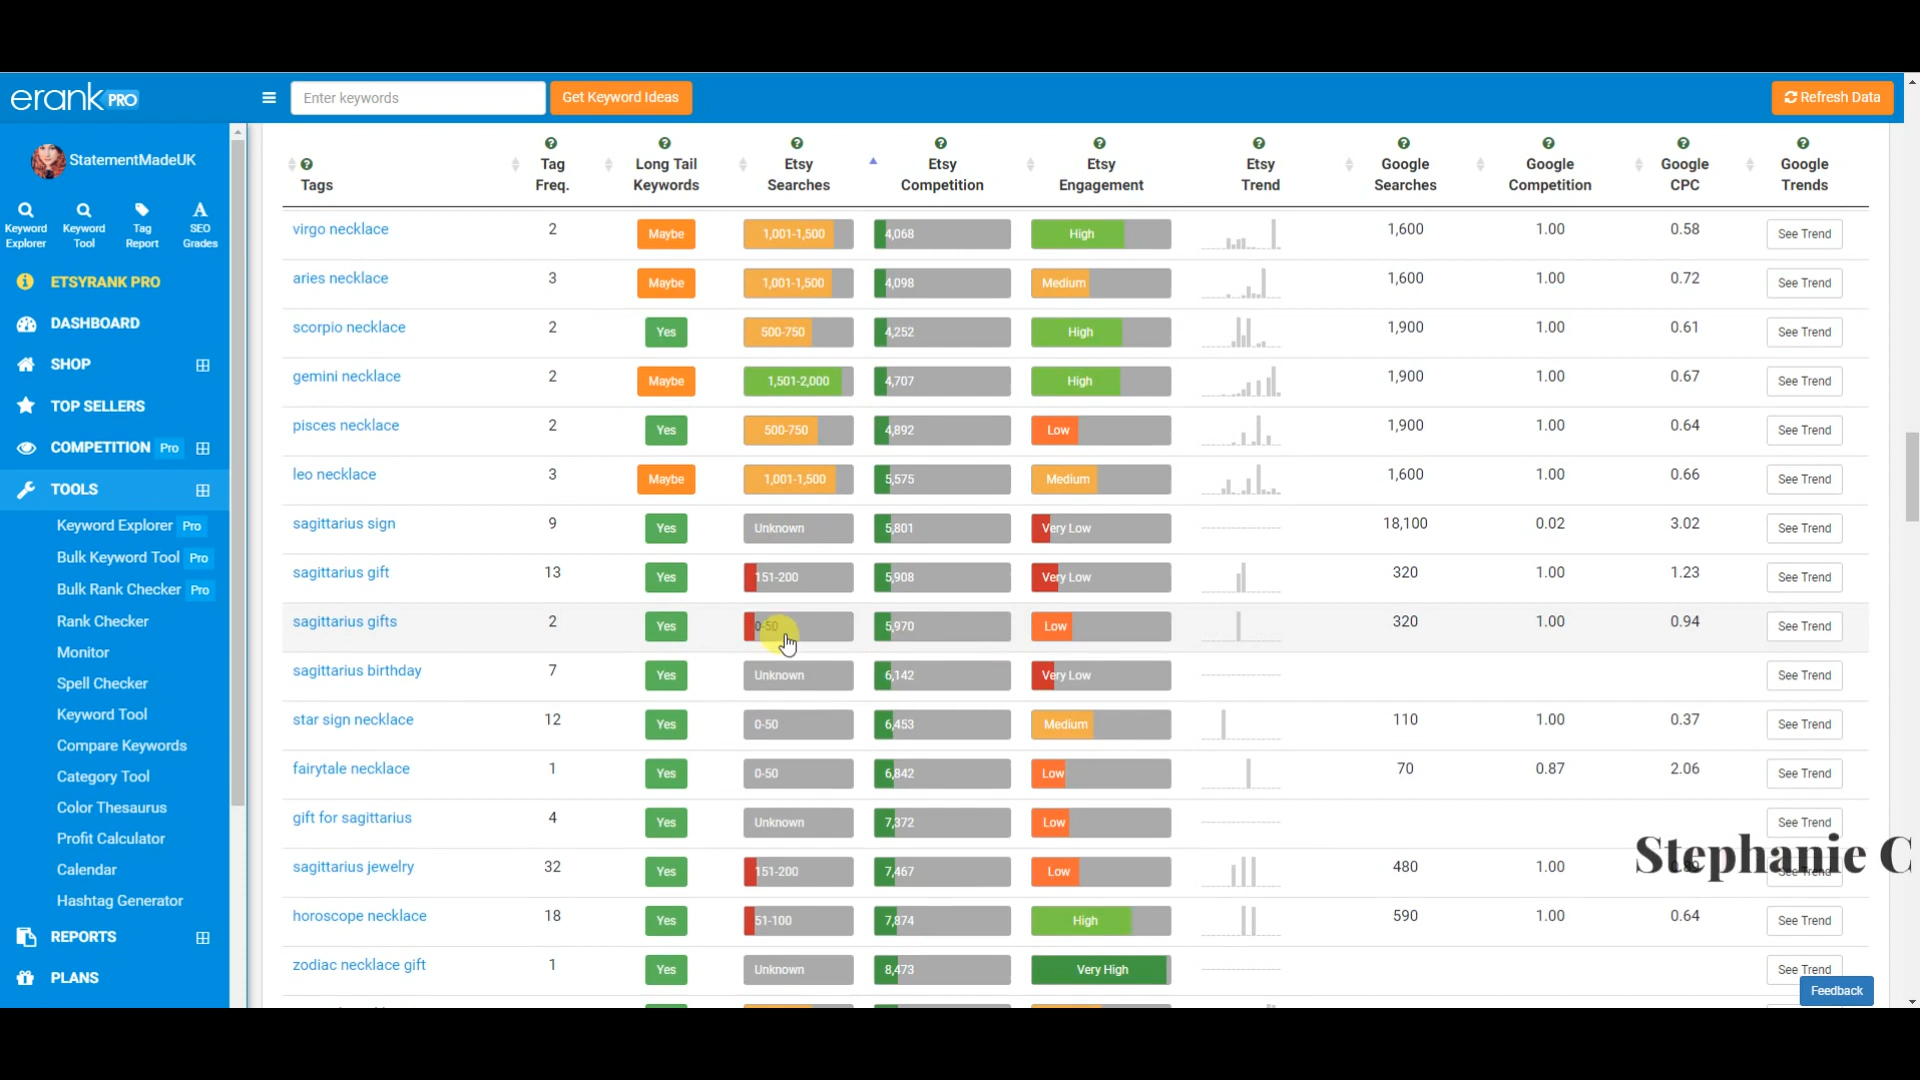 erank PRO
Enter keywords
Get Keyword Ideas
Refresh Data
StatementMadeUK
Keyword Explorer
Keyword Tool
Tag Report
SEO Grades
ETSYRANK PRO
DASHBOARD
SHOP
TOP SELLERS
COMPETITION Pro
TOOLS
Keyword Explorer Pro
Bulk Keyword Tool Pro
Bulk Rank Checker Pro
Rank Checker
Monitor
Spell Checker
Keyword Tool
Compare Keywords
Category Tool
Color Thesaurus
Profit Calculator
Calendar
Hashtag Generator
REPORTS
PLANS
Tags Tag Freq. Long Tail Keywords Etsy Searches Etsy Competition Etsy Engagement Etsy Trend Google Searches Google Competition Google CPC Google Trends
virgo necklace 2 Maybe 1,001-1,500 4,068 High 1,600 1.00 0.58 See Trend
aries necklace 3 Maybe 1,001-1,500 4,098 Medium 1,600 1.00 0.72 See Trend
scorpio necklace 2 Yes 500-750 4,252 High 1,900 1.00 0.61 See Trend
gemini necklace 2 Maybe 1,501-2,000 4,707 High 1,900 1.00 0.67 See Trend
pisces necklace 2 Yes 500-750 4,892 Low 1,900 1.00 0.64 See Trend
leo necklace 3 Maybe 1,001-1,500 5,575 Medium 1,600 1.00 0.66 See Trend
sagittarius sign 9 Yes Unknown 5,801 Very Low 18,100 0.02 3.02 See Trend
sagittarius gift 13 Yes 151-200 5,908 Very Low 320 1.00 1.23 See Trend
sagittarius gifts 2 Yes 0-50 5,970 Low 320 1.00 0.94 See Trend
sagittarius birthday 7 Yes Unknown 6,142 Very Low See Trend
star sign necklace 12 Yes 0-50 6,453 Medium 110 1.00 0.37 See Trend
fairytale necklace 1 Yes 0-50 6,842 Low 70 0.87 2.06 See Trend
gift for sagittarius 4 Yes Unknown 7,372 Low See Trend
sagittarius jewelry 32 Yes 151-200 7,467 Low 480 1.00 See Trend
horoscope necklace 18 Yes 51-100 7,874 High 590 1.00 0.64 See Trend
zodiac necklace gift 1 Yes Unknown 8,473 Very High See Trend
Stephanie C
Feedback